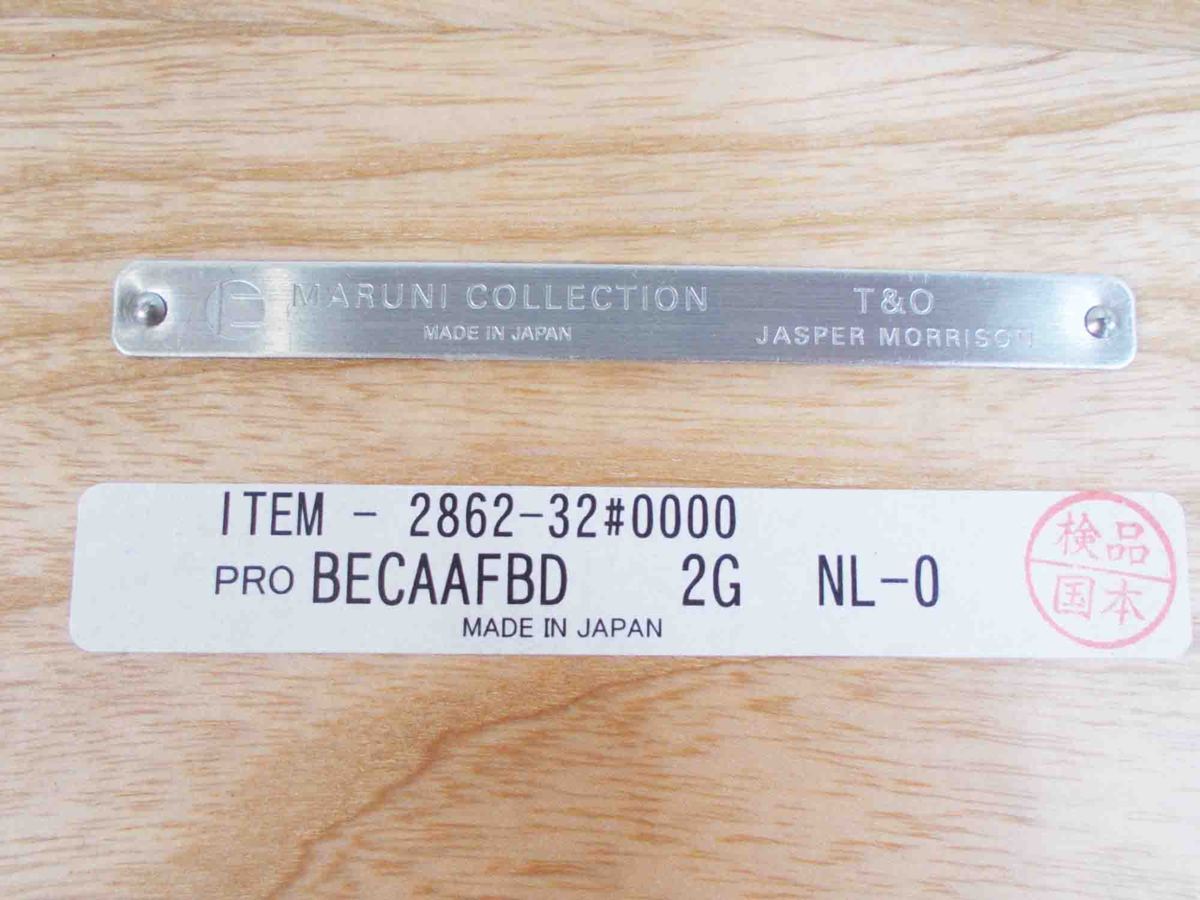 MARUNI COLLECTION
MADE IN JAPAN
T&O
JASPER MORRISON
ITEM - 2862-32#0000
PRO BECAAFBD 2G NL-0
MADE IN JAPAN
検品
国本